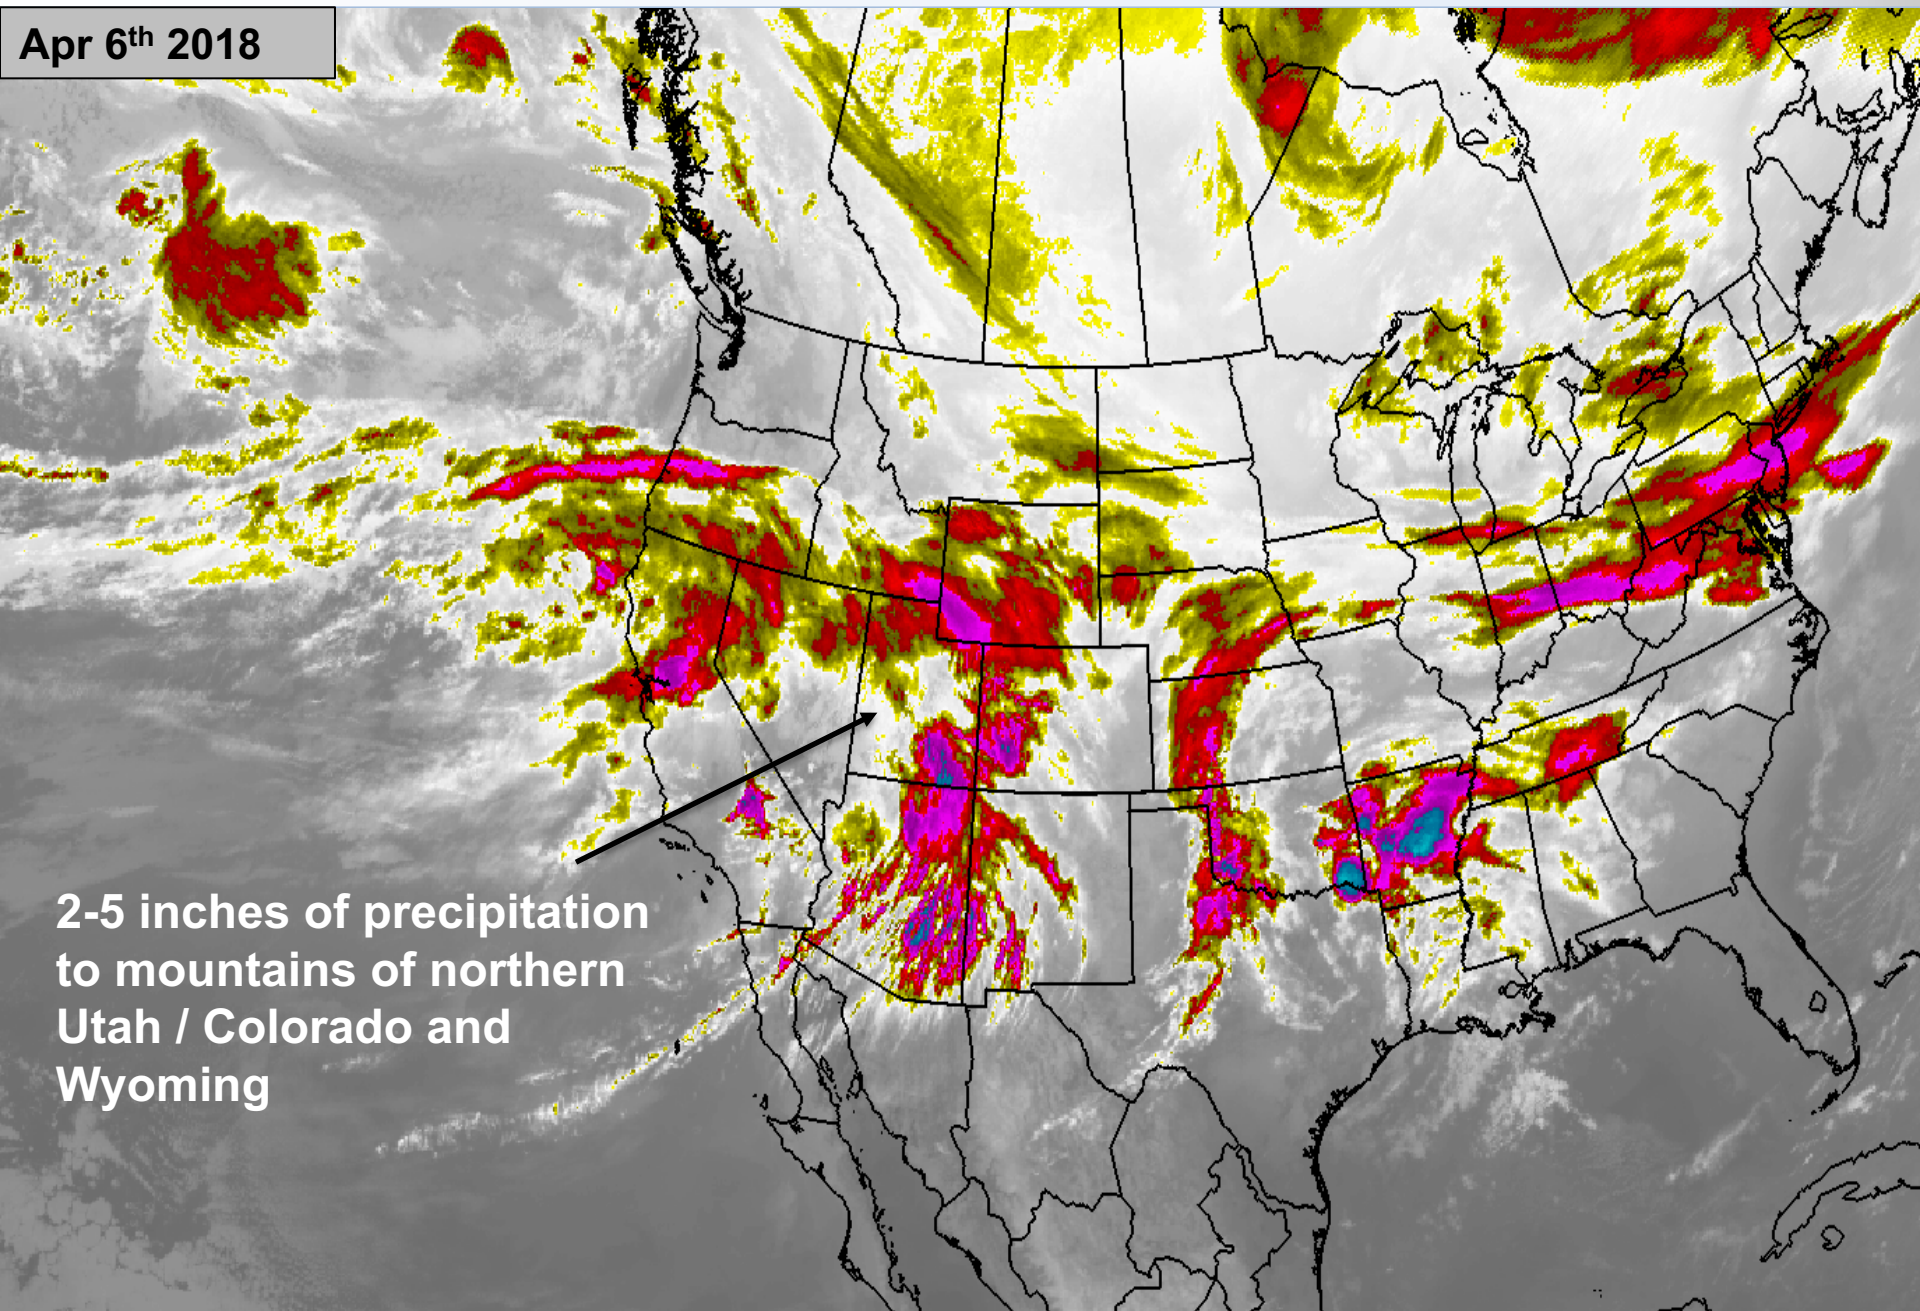 Apr 6th 2018
2-5 inches of precipitation
to mountains of northern
Utah / Colorado and
Wyoming